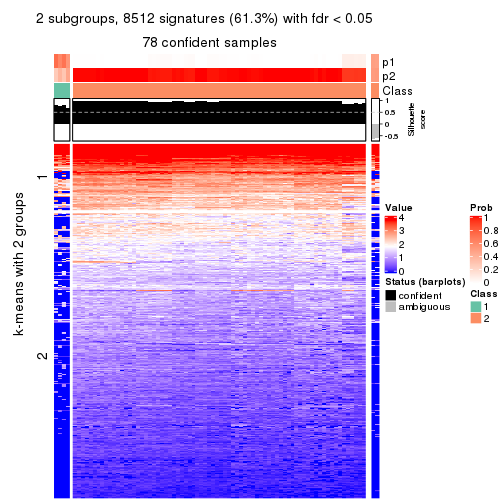 2 subgroups, 8512 signatures (61.3%) with fdr < 0.05
78 confident samples
p1
p2
Class
1
0.5
0
-0.5
Silhouette
score
k-means with 2 groups
1
2
Value
4
3
2
1
0
Prob
1
0.8
0.6
0.4
0.2
0
Status (barplots)
confident
ambiguous
Class
1
2